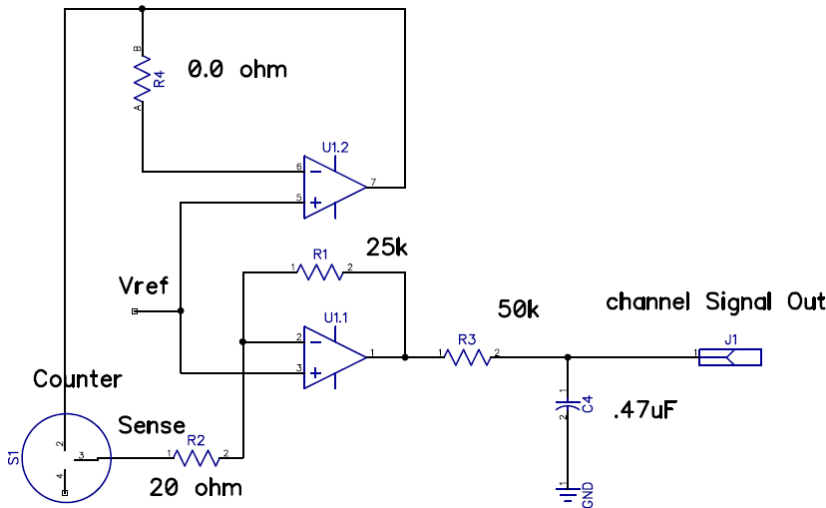 B
R4
A
0.0 ohm
U1.2
6
5
7
R1
1
2
25k
Vref
U1.1
2
3
1
50k
R3
1
2
channel Signal Out
J1
1
Counter
Sense
S1
2
3
4
R2
1
2
20 ohm
1
2
C4
.47uF
1
GND